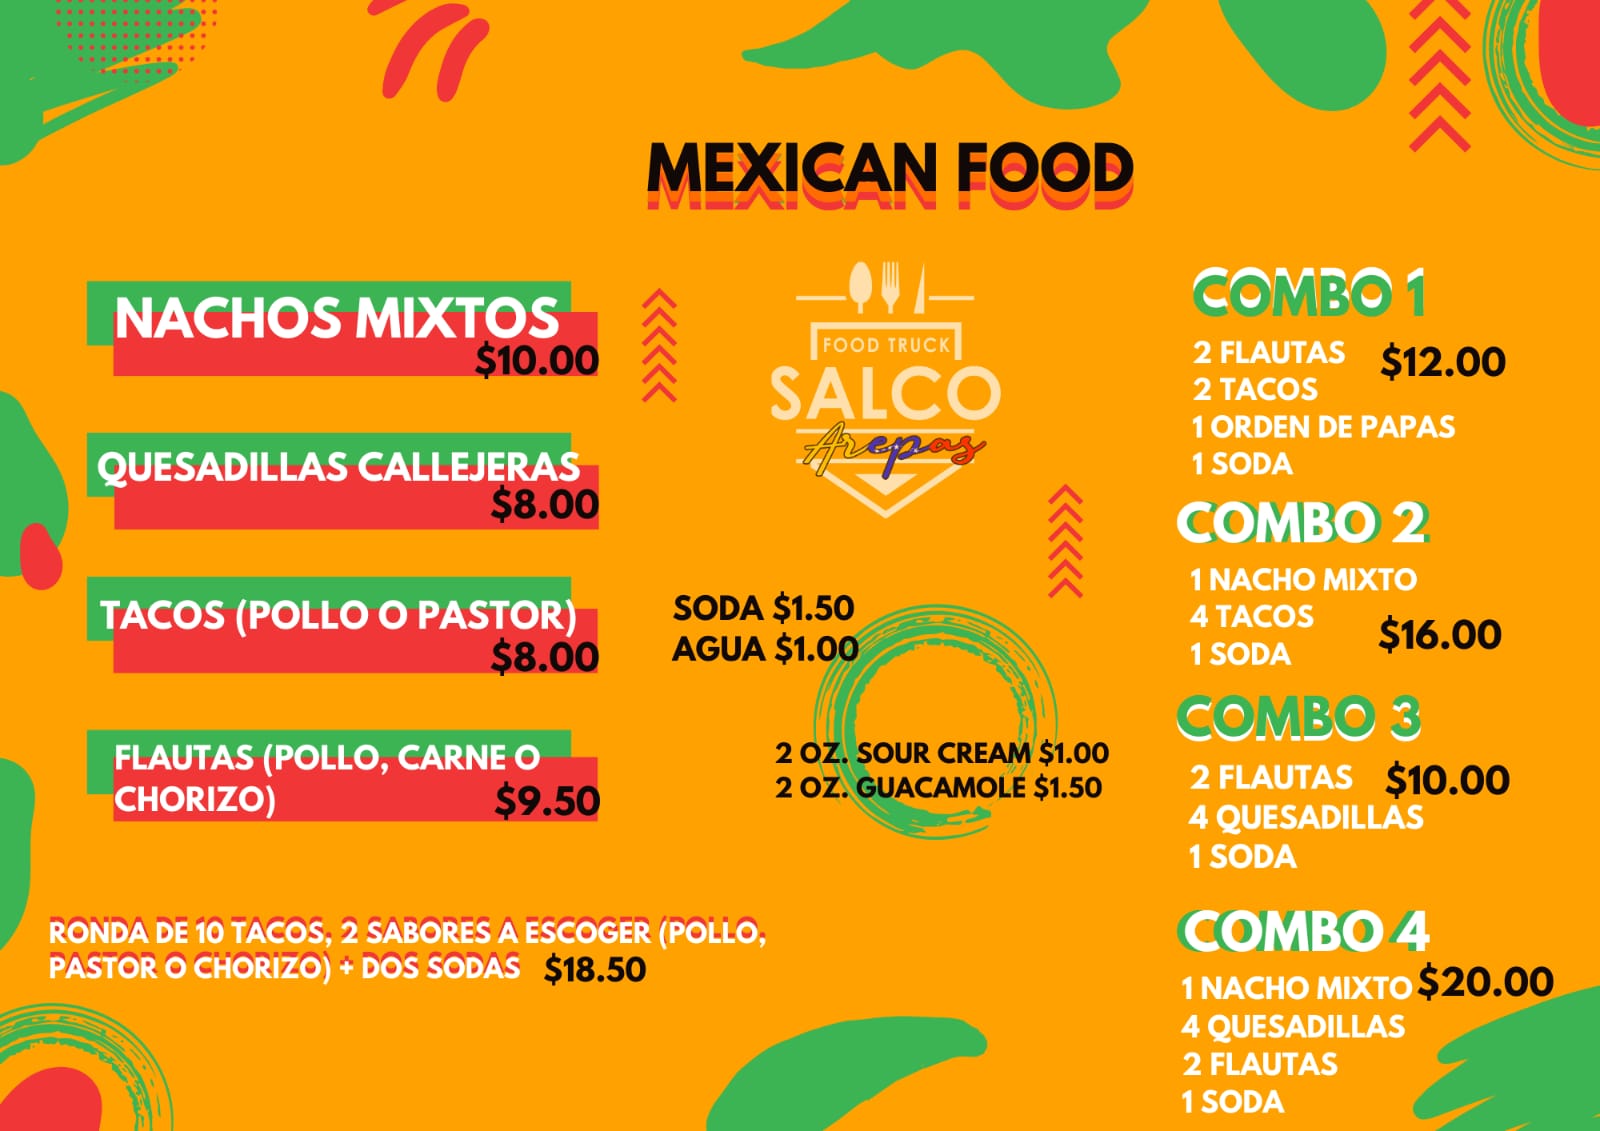 MEXICAN FOOD
FOOD TRUCK
SALCO
Arepas
NACHOS MIXTOS
$10.00
QUESADILLAS CALLEJERAS
$8.00
TACOS (POLLO O PASTOR)
$8.00
FLAUTAS (POLLO, CARNE O
CHORIZO)
$9.50
RONDA DE 10 TACOS, 2 SABORES A ESCOGER (POLLO,
PASTOR O CHORIZO) + DOS SODAS $18.50
SODA $1.50
AGUA $1.00
2 OZ. SOUR CREAM $1.00
2 OZ. GUACAMOLE $1.50
COMBO 1
2 FLAUTAS $12.00
2 TACOS
1 ORDEN DE PAPAS
1 SODA
COMBO 2
1 NACHO MIXTO
4 TACOS
$16.00
1 SODA
COMBO 3
2 FLAUTAS $10.00
4 QUESADILLAS
1 SODA
COMBO 4
1 NACHO MIXTO $20.00
4 QUESADILLAS
2 FLAUTAS
1 SODA